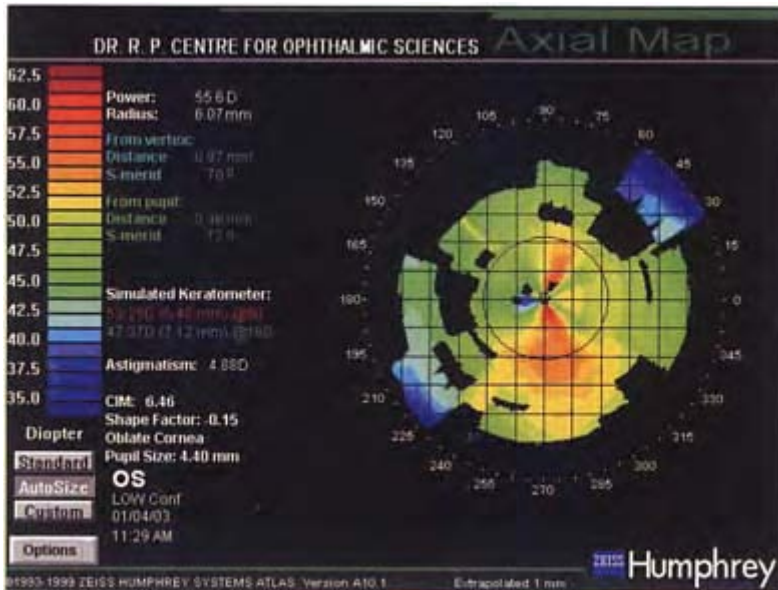 DR. R. P. CENTRE FOR OPHTHALMIC SCIENCES
Axial Map
62.5
60.0
57.5
55.0
52.5
50.0
47.5
45.0
42.5
40.0
37.5
35.0
Diopter
Standard
AutoSize
Custom
Options
Power: 55.6 D
Radius: 6.07 mm
From vertex:
Distance 0.97 mm
S-merid
From pupil:
Distance
S-merid
Simulated Keratometer:
Astigmatism: 4.88D
CIM: 6.46
Shape Factor: -0.15
Oblate Cornea
Pupil Size: 4.40 mm
OS
LOW Conf
01/04/03
11:29 AM
90
105
75
120
60
135
45
150
30
165
15
180
0
195
345
210
330
225
315
240
300
255
285
270
ZEISS Humphrey
©1993-1999 ZEISS HUMPHREY SYSTEMS ATLAS Version A10.1
Extrapolated 1 mm